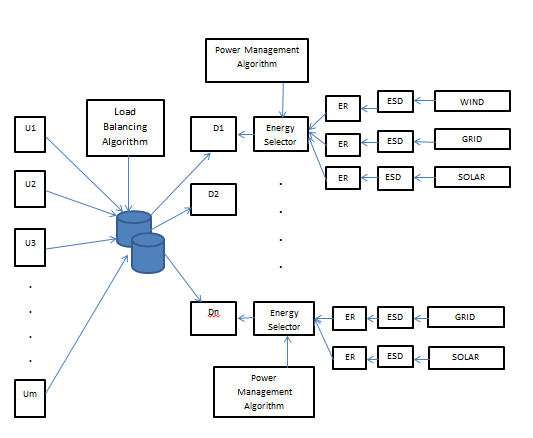 Power Management
Algorithm
Load
Balancing
Algorithm
U1
D1
Energy
Selector
ER
ESD
WIND
ER
ESD
GRID
U2
D2
ER
ESD
SOLAR
U3
Dn
Energy
Selector
ER
ESD
GRID
ER
ESD
SOLAR
Um
Power
Management
Algorithm